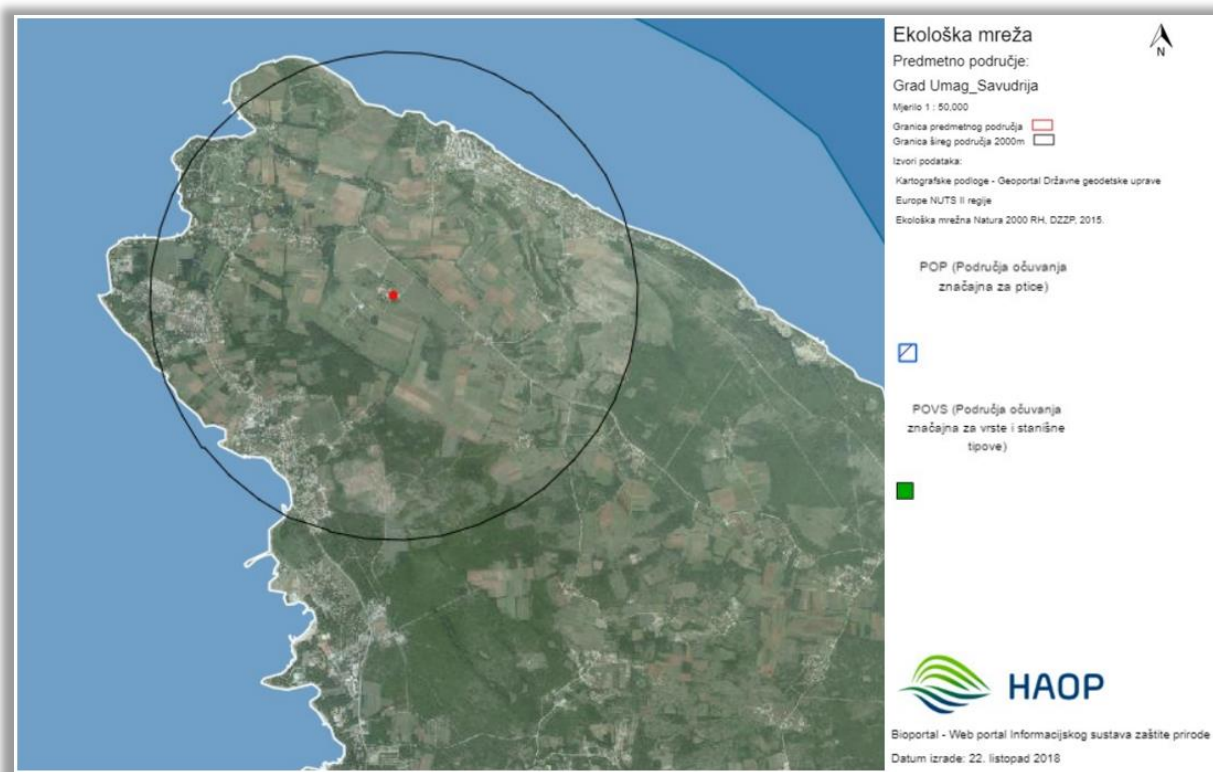 Ekološka mreža
N
Predmetno područje:
Grad Umag_Savudrija
Mjerilo 1 : 50,000
Granica predmetnog područja
Granica šireg područja 2000m
Izvori podataka:
Kartografske podloge - Geoportal Državne geodetske uprave
Europe NUTS II regije
Ekološka mrežna Natura 2000 RH, DZZP, 2015.
POP (Područja očuvanja
značajna za ptice)
POVS (Područja očuvanja
značajna za vrste i stanišne
tipove)
HAOP
Bioportal - Web portal Informacijskog sustava zaštite prirode
Datum izrade: 22. listopad 2018